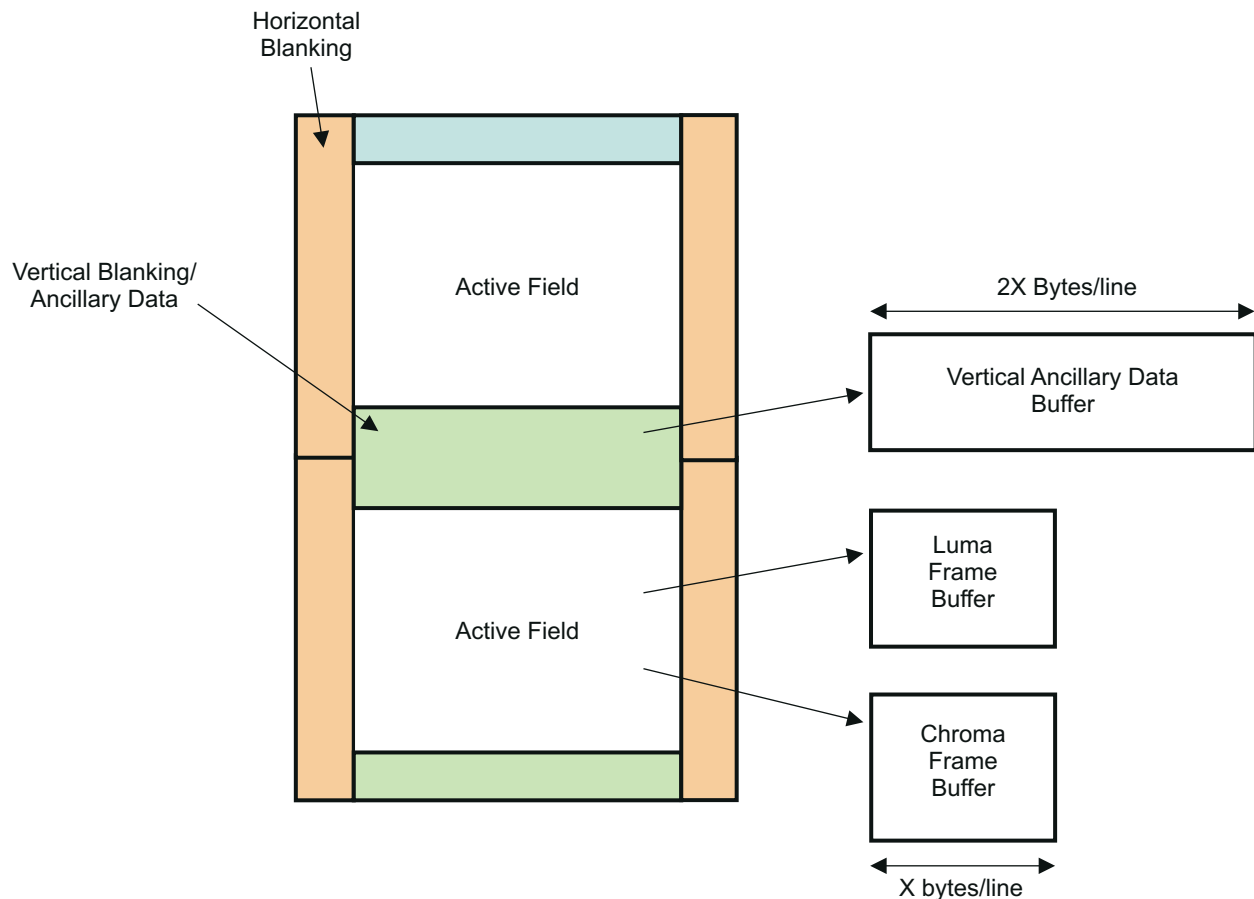 Horizontal
Blanking
Vertical Blanking/
Ancillary Data
Active Field
2X Bytes/line
Vertical Ancillary Data
Buffer
Luma
Frame
Buffer
Active Field
Chroma
Frame
Buffer
X bytes/line